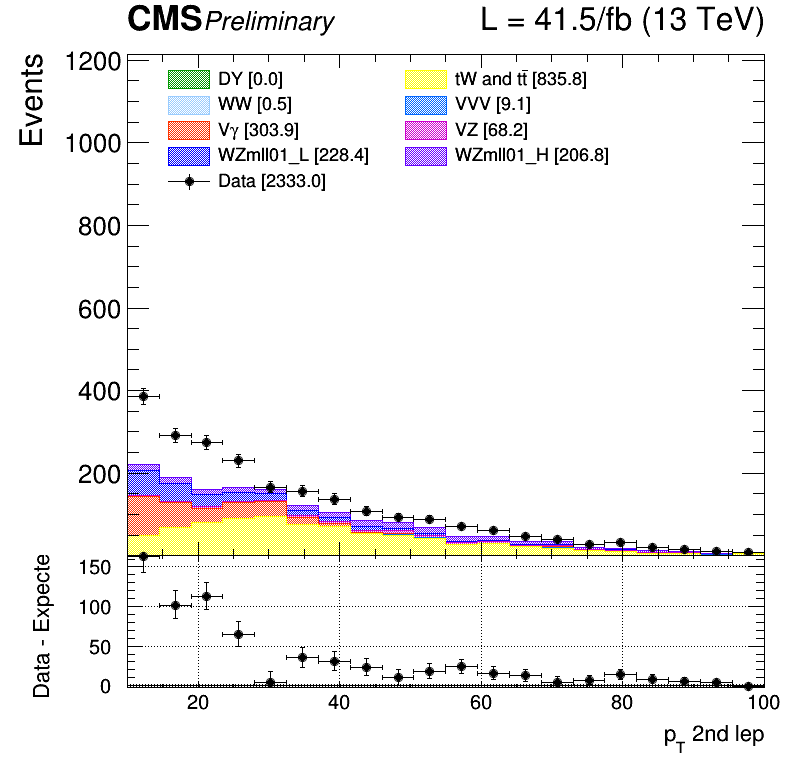 CMS Preliminary L = 41.5/fb (13 TeV)
Events
1200
1000
800
600
400
200
DY [0.0]
WW [0.5]
Vγ [303.9]
WZmll01_L [228.4]
Data [2333.0]
tW and tt̄ [835.8]
VVV [9.1]
VZ [68.2]
WZmll01_H [206.8]
Data - Expecte
150
100
50
0
20 40 60 80 100
p_T 2nd lep